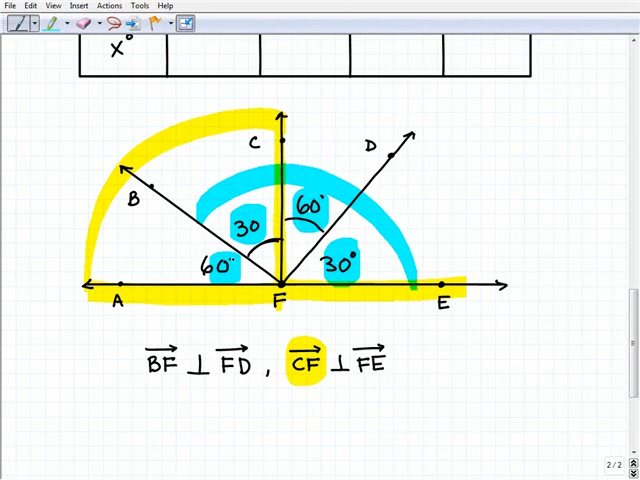 File Edit View Insert Actions Tools Help
X°
C
D
B
60°
30
60°
30°
A
F
E
BF ⊥ FD, CF ⊥ FE
2 / 2